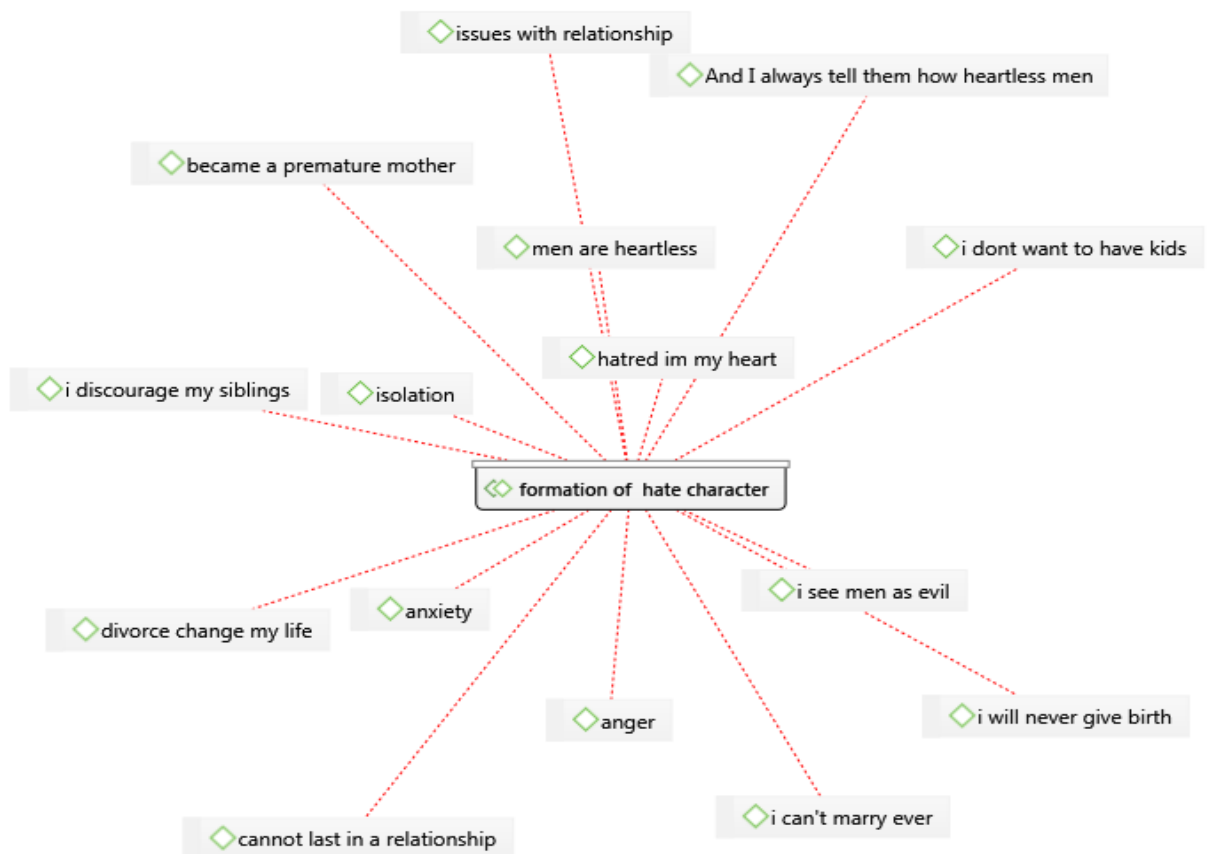 issues with relationship
And I always tell them how heartless men
became a premature mother
men are heartless
i dont want to have kids
hatred im my heart
i discourage my siblings
isolation
formation of  hate character
i see men as evil
anxiety
divorce change my life
anger
i will never give birth
i can't marry ever
cannot last in a relationship